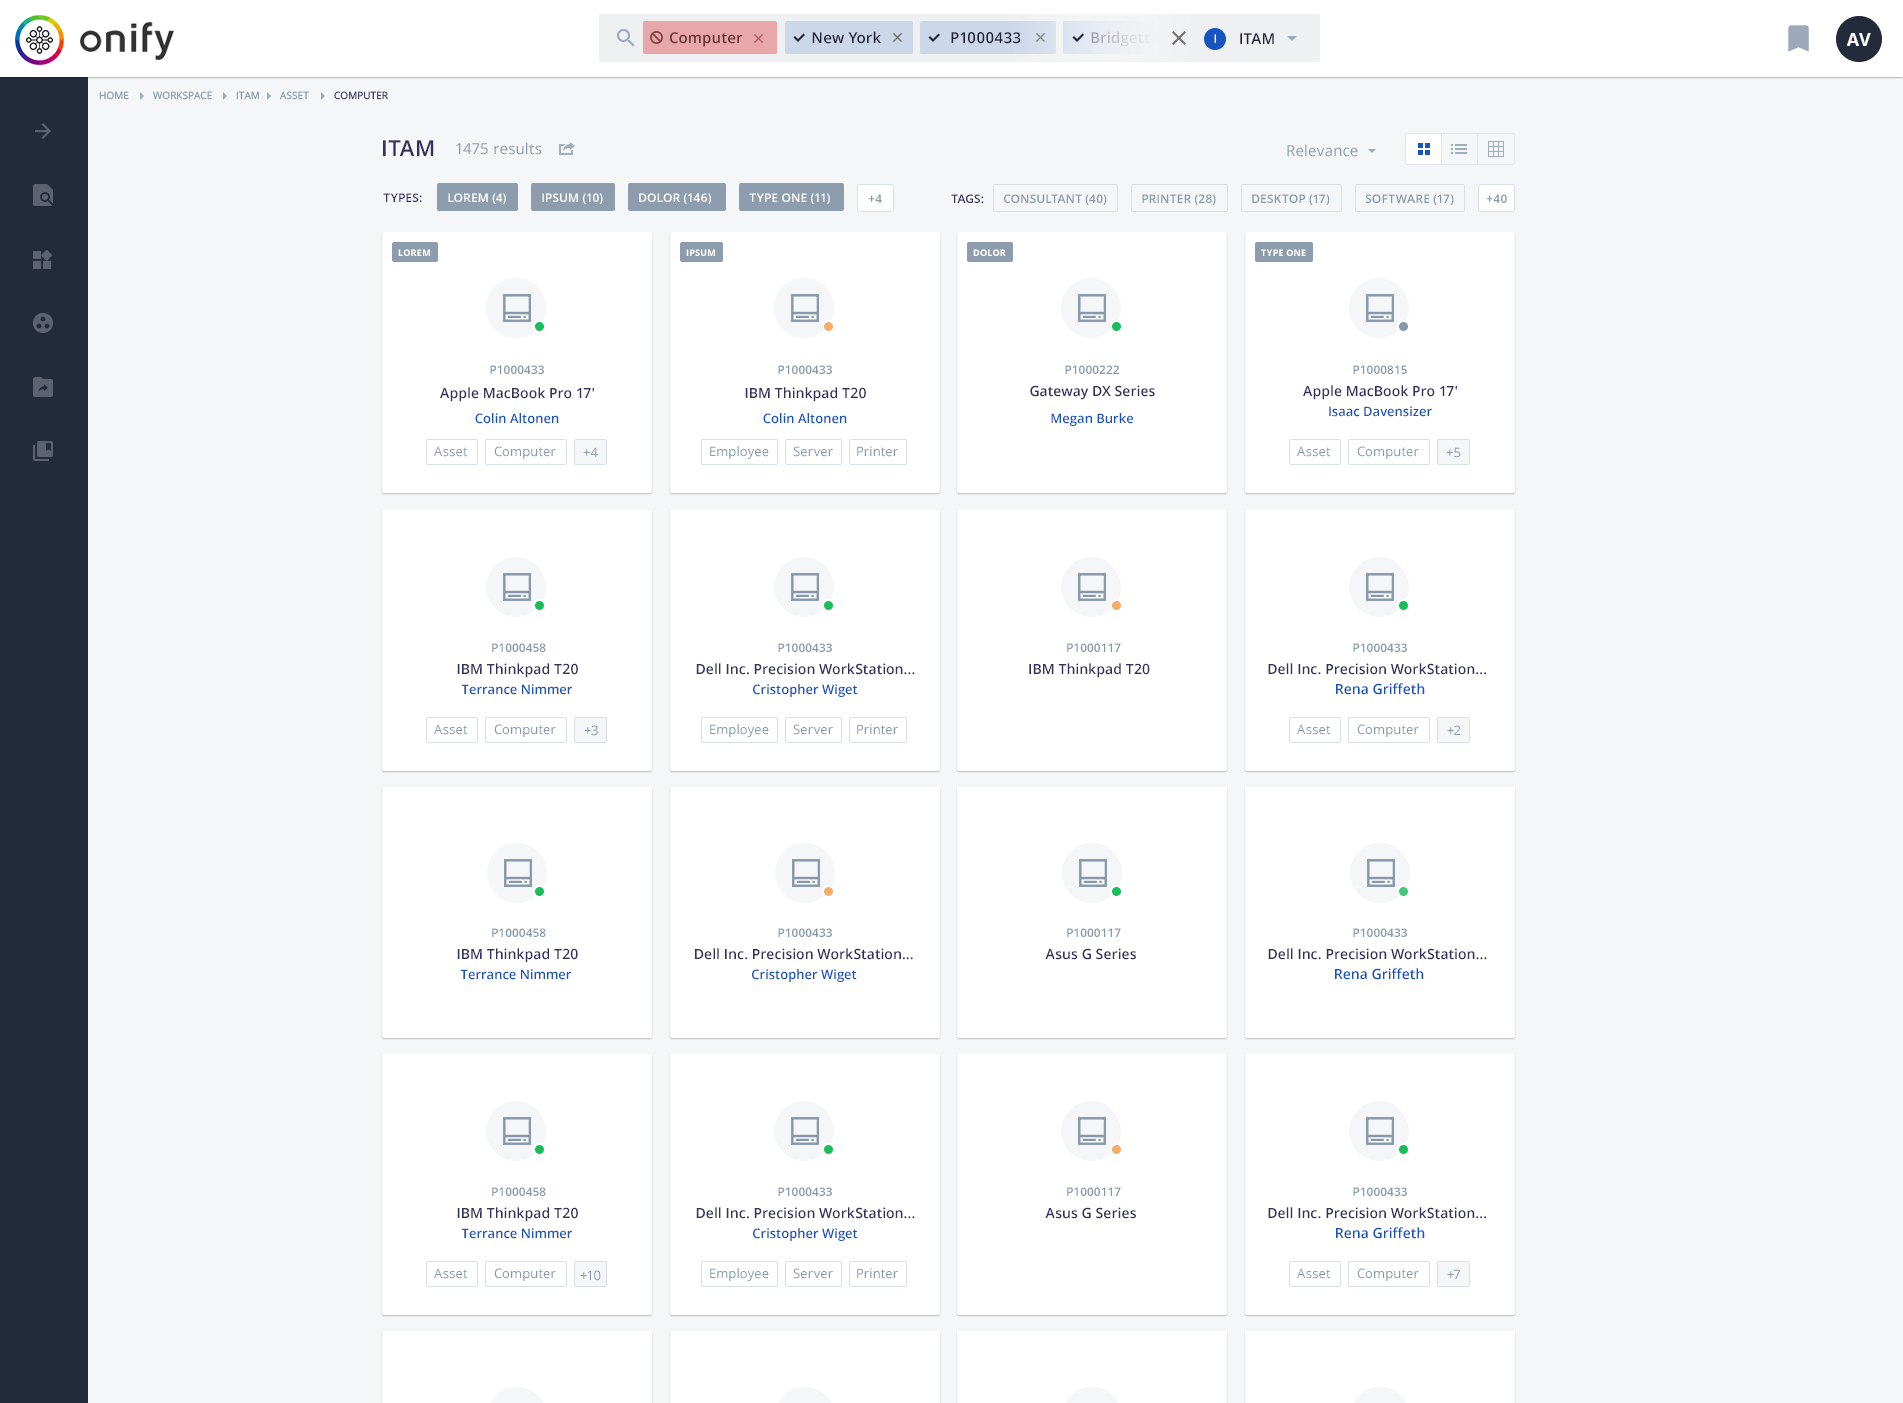 onify
Computer
New York
P1000433
Bridgett
I
ITAM
AV
HOME WORKSPACE ITAM ASSET COMPUTER
ITAM 1475 results
Relevance
TYPES: LOREM (4) IPSUM (10) DOLOR (146) TYPE ONE (11) +4
TAGS: CONSULTANT (40) PRINTER (28) DESKTOP (17) SOFTWARE (17) +40
LOREM
P1000433
Apple MacBook Pro 17'
Colin Altonen
Asset Computer +4
IPSUM
P1000433
IBM Thinkpad T20
Colin Altonen
Employee Server Printer
DOLOR
P1000222
Gateway DX Series
Megan Burke
TYPE ONE
P1000815
Apple MacBook Pro 17'
Isaac Davensizer
Asset Computer +5
P1000458
IBM Thinkpad T20
Terrance Nimmer
Asset Computer +3
P1000433
Dell Inc. Precision WorkStation...
Cristopher Wiget
Employee Server Printer
P1000117
IBM Thinkpad T20
P1000433
Dell Inc. Precision WorkStation...
Rena Griffeth
Asset Computer +2
P1000458
IBM Thinkpad T20
Terrance Nimmer
P1000433
Dell Inc. Precision WorkStation...
Cristopher Wiget
P1000117
Asus G Series
P1000433
Dell Inc. Precision WorkStation...
Rena Griffeth
P1000458
IBM Thinkpad T20
Terrance Nimmer
Asset Computer +10
P1000433
Dell Inc. Precision WorkStation...
Cristopher Wiget
Employee Server Printer
P1000117
Asus G Series
P1000433
Dell Inc. Precision WorkStation...
Rena Griffeth
Asset Computer +7